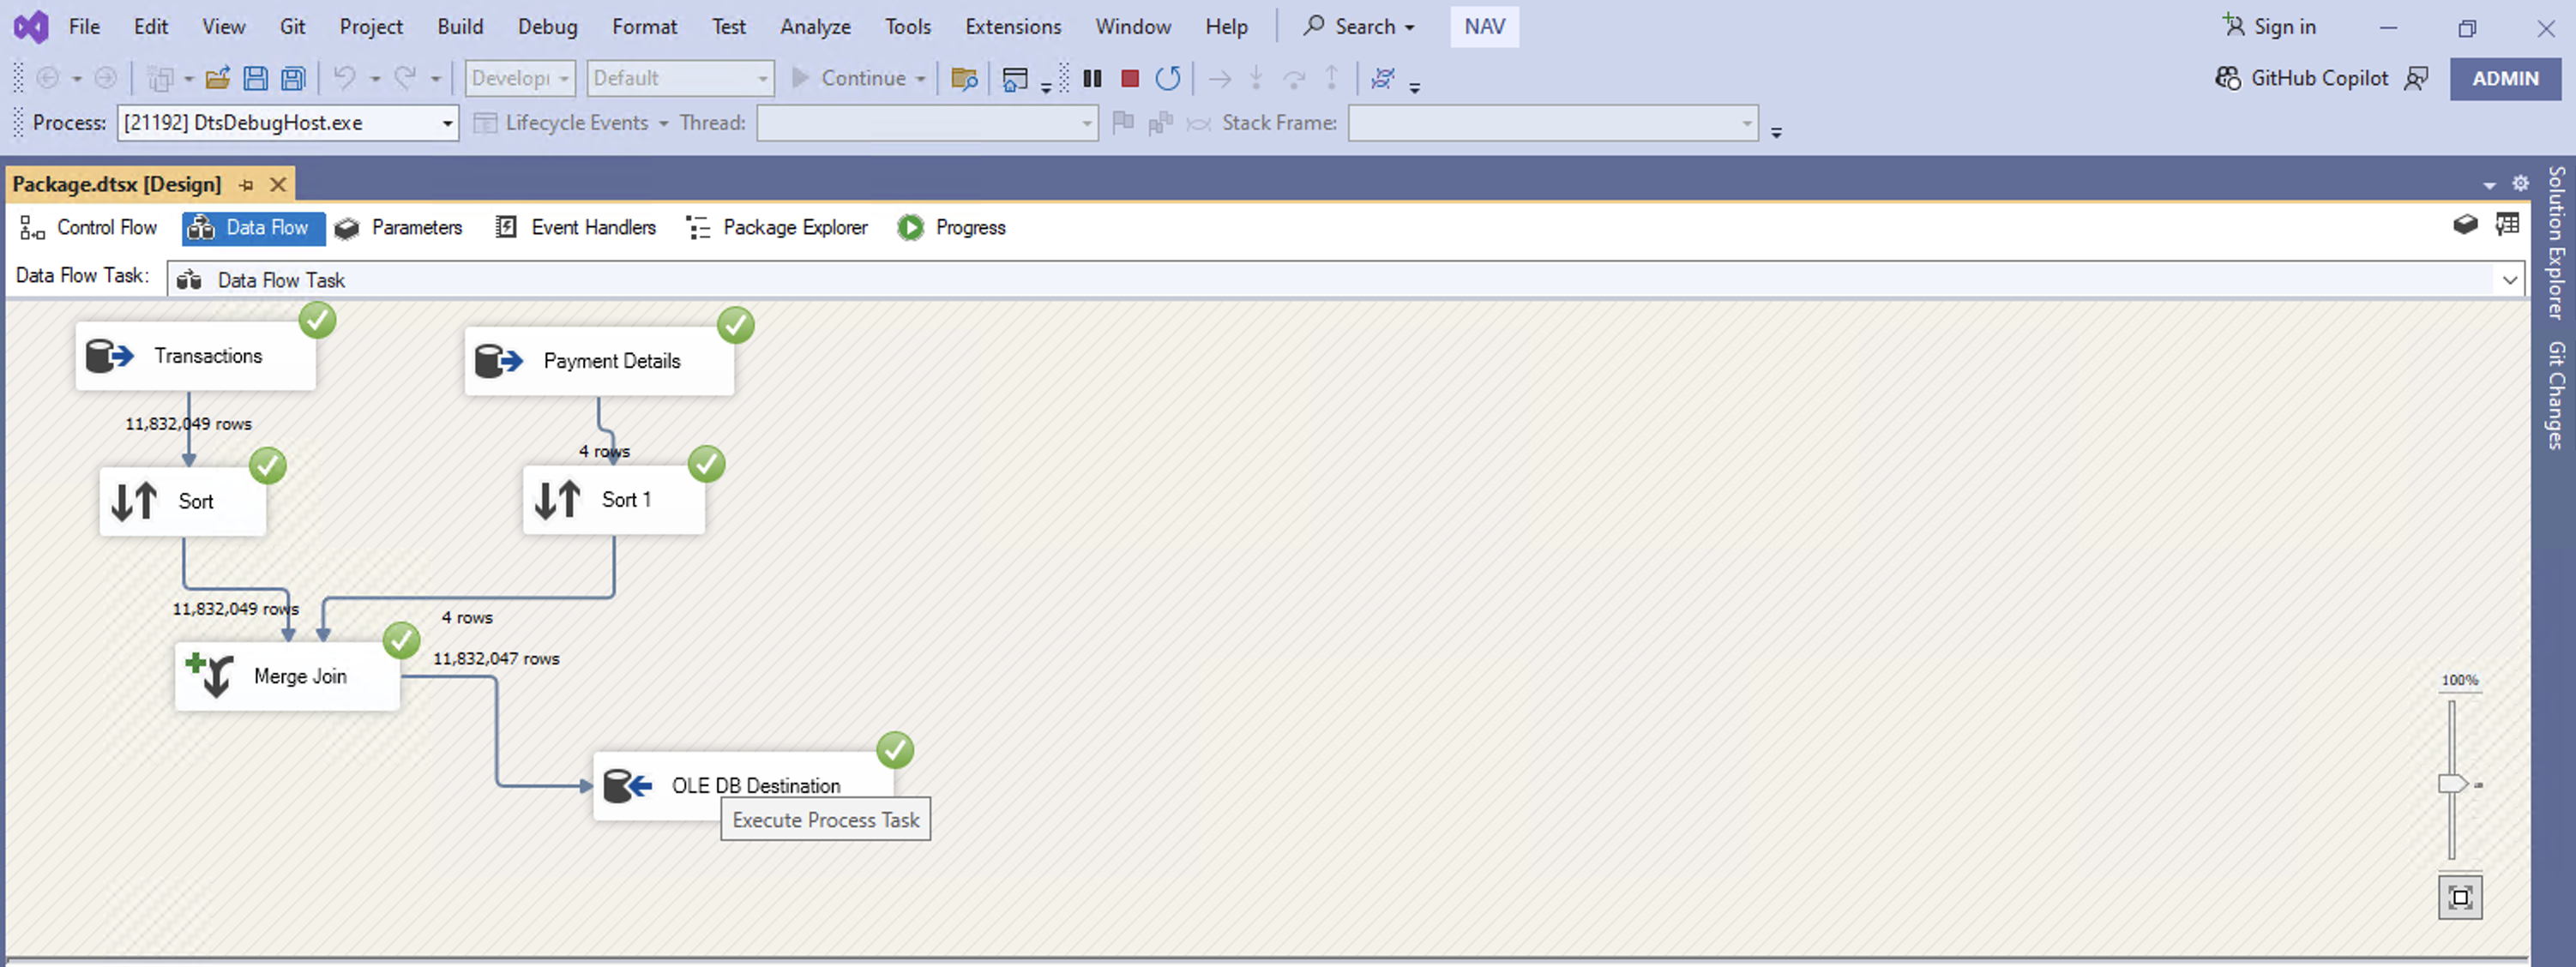 File Edit View Git Project Build Debug Format Test Analyze Tools Extensions Window Help Search NAV Sign in
Developr Default Continue GitHub Copilot ADMIN
Process: [21192] DtsDebugHost.exe Lifecycle Events Thread: Stack Frame:
Package.dtsx [Design]
Control Flow Data Flow Parameters Event Handlers Package Explorer Progress
Data Flow Task: Data Flow Task
Transactions
Payment Details
11,832,049 rows
4 rows
Sort
Sort 1
11,832,049 rows
4 rows
11,832,047 rows
Merge Join
OLE DB Destination
Execute Process Task
100%
Solution Explorer
Git Changes